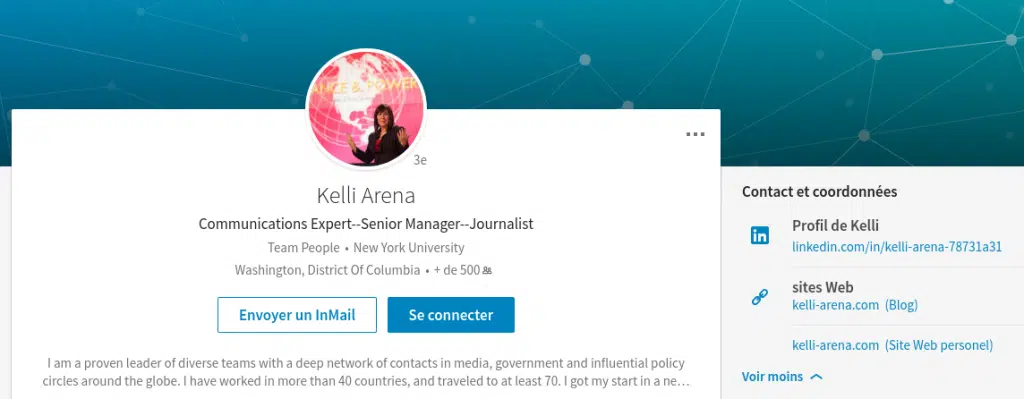 ANCE & POWER
3e
Kelli Arena
Communications Expert--Senior Manager--Journalist
Team People • New York University
Washington, District Of Columbia • + de 500
Envoyer un InMail
Se connecter
I am a proven leader of diverse teams with a deep network of contacts in media, government and influential policy
circles around the globe. I have worked in more than 40 countries, and traveled to at least 70. I got my start in a ne…
Contact et coordonnées
in
Profil de Kelli
linkedin.com/in/kelli-arena-78731a31
sites Web
kelli-arena.com (Blog)
kelli-arena.com (Site Web personel)
Voir moins